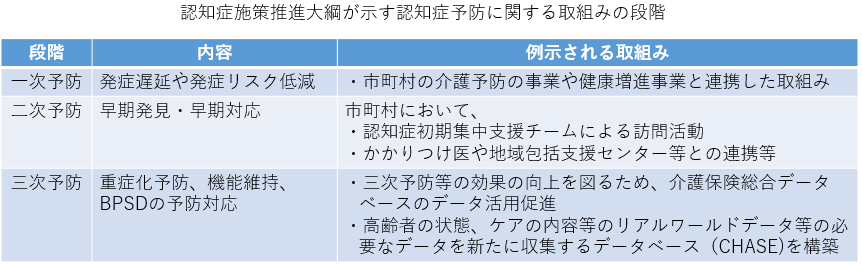 認知症施策推進大綱が示す認知症予防に関する取組みの段階
段階 内容 例示される取組み
一次予防 発症遅延や発症リスク低減 ・市町村の介護予防の事業や健康増進事業と連携した取組み
二次予防 早期発見・早期対応 市町村において、
・認知症初期集中支援チームによる訪問活動
・かかりつけ医や地域包括支援センター等との連携等
三次予防 重症化予防、機能維持、 ・三次予防等の効果の向上を図るため、介護保険総合データ
BPSDの予防対応 ベースのデータ活用促進
・高齢者の状態、ケアの内容等のリアルワールドデータ等の必
要なデータを新たに収集するデータベース（CHASE)を構築